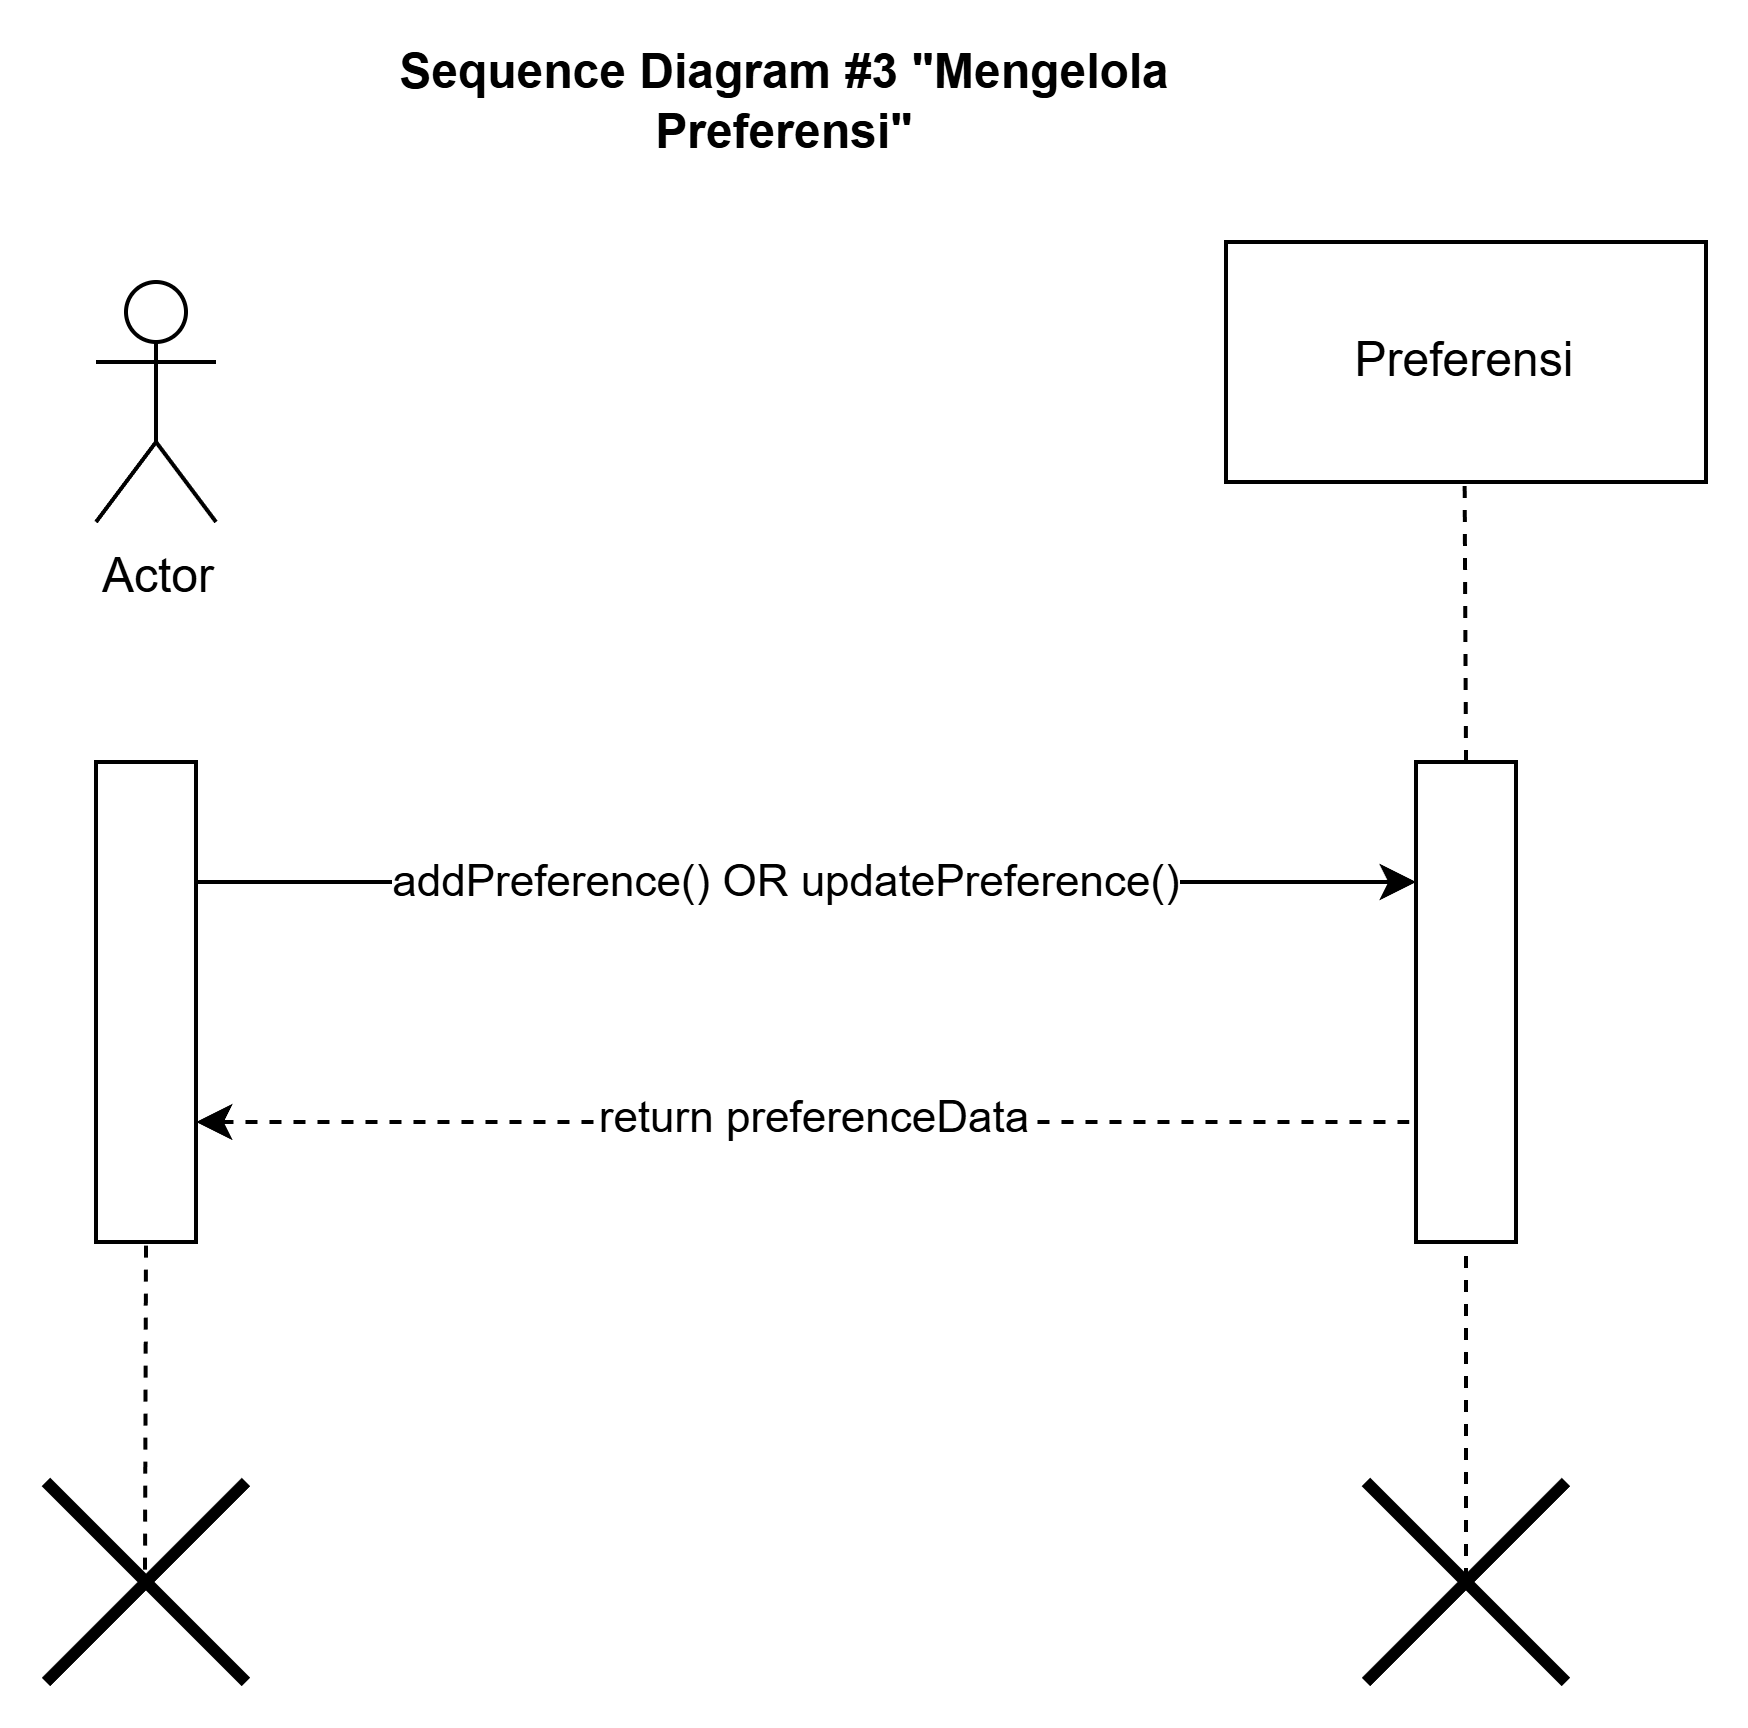 Sequence Diagram #3 "Mengelola
Preferensi"
Preferensi
Actor
addPreference() OR updatePreference()
return preferenceData